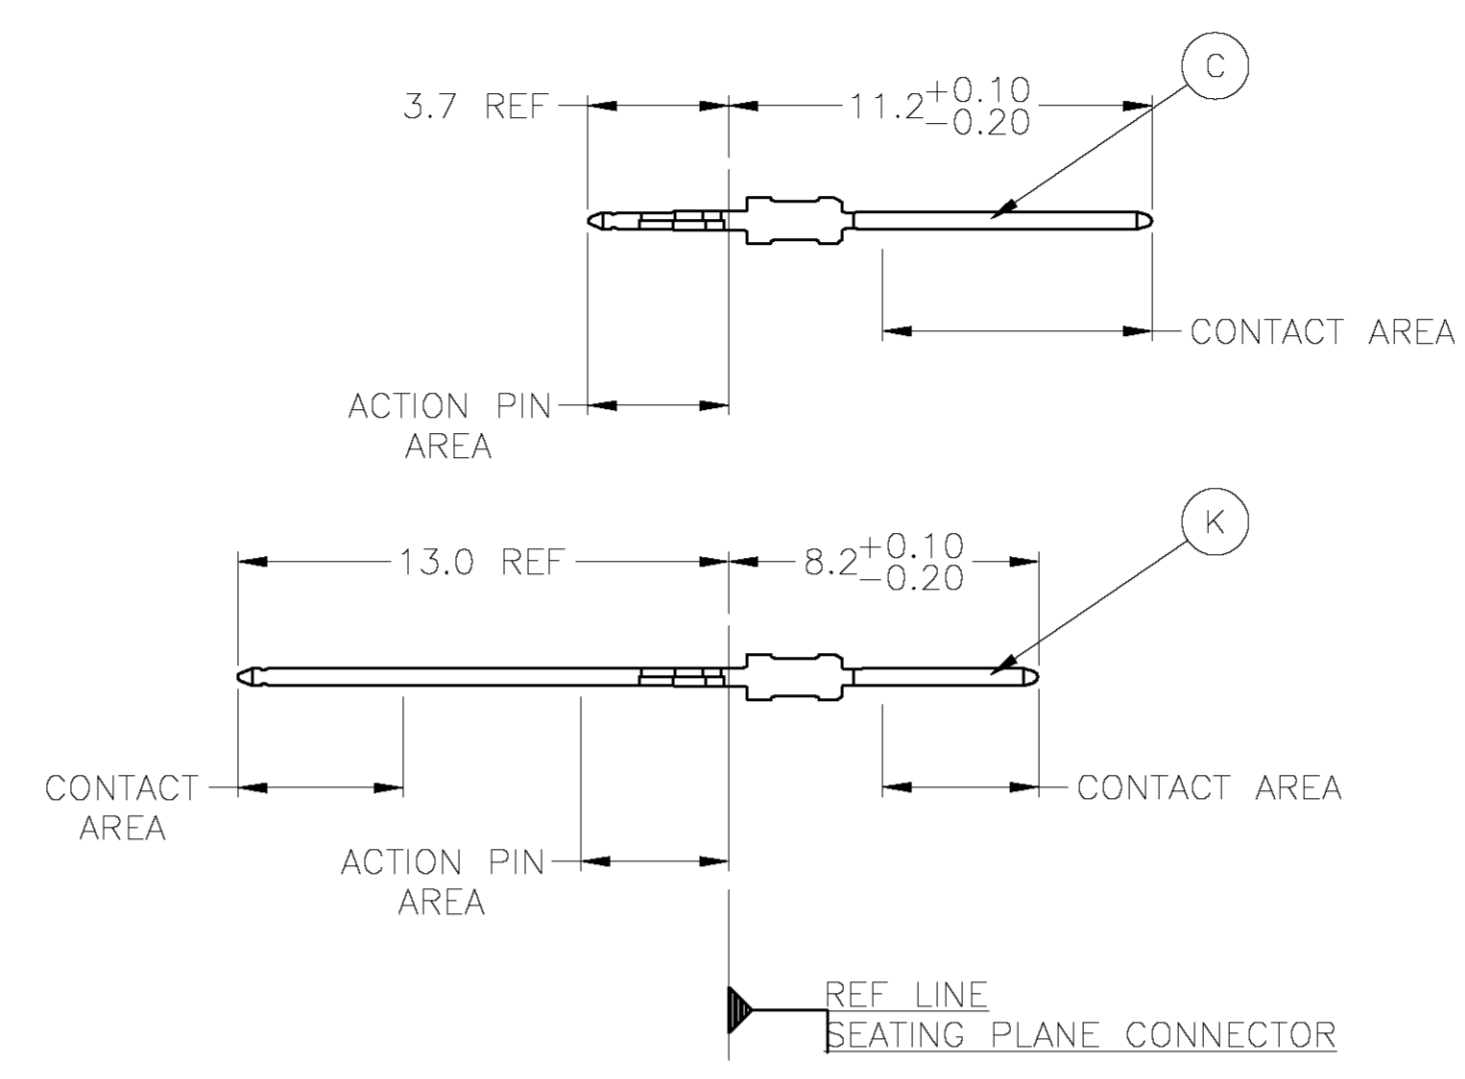 C
3.7 REF
11.2 +0.10
-0.20
CONTACT AREA
ACTION PIN
AREA
K
13.0 REF
8.2 +0.10
-0.20
CONTACT
AREA
CONTACT AREA
ACTION PIN
AREA
REF LINE
SEATING PLANE CONNECTOR